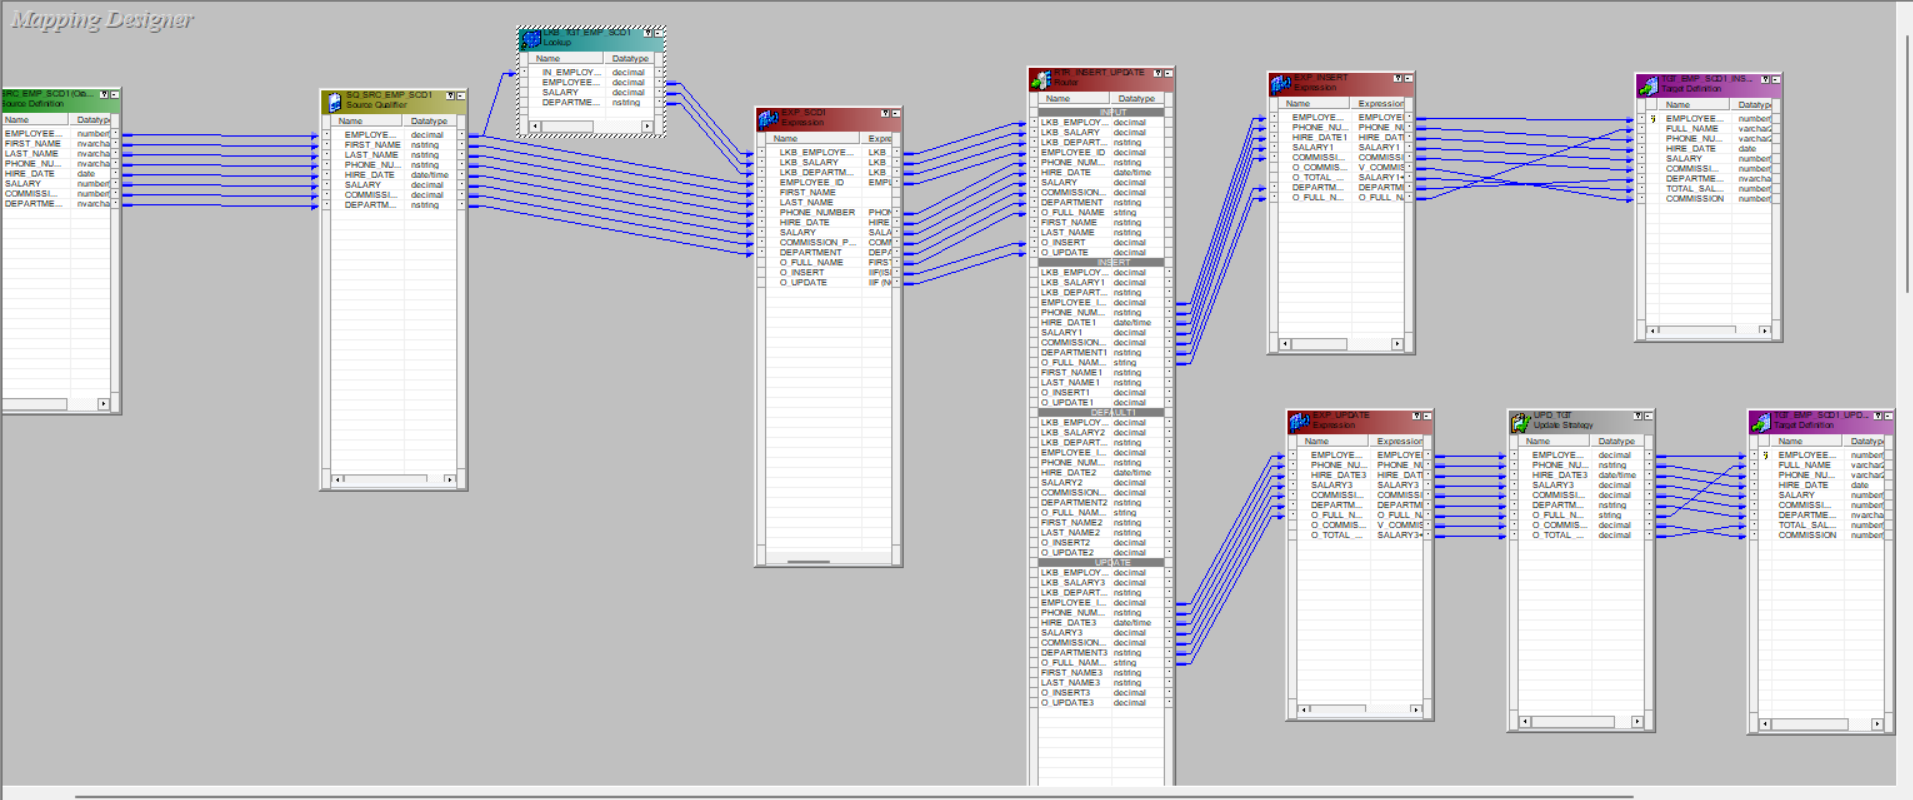 Mapping Designer
SRC_EMP_SCD1 (Ora...
Source Definition
Name Datatype
EMPLOYEE... number(
FIRST_NAME nvarcha
LAST_NAME nvarcha
PHONE_NU... nvarcha
HIRE_DATE date
SALARY number(
COMMISSI... number(
DEPARTME... nvarcha
SQ_SRC_EMP_SCD1
Source Qualifier
Name Datatype
EMPLOYE... decimal
FIRST_NAME nstring
LAST_NAME nstring
PHONE_NU... nstring
HIRE_DATE date/time
SALARY decimal
COMMISSI... decimal
DEPARTM... nstring
LKB_TGT_EMP_SCD1
Lookup
Name Datatype
IN_EMPLOY... decimal
EMPLOYEE... decimal
SALARY decimal
DEPARTME... nstring
EXP_SCD1
Expression
Name Expre
LKB_EMPLOYE... LKB
LKB_SALARY LKB
LKB_DEPARTM... LKB
EMPLOYEE_ID EMPL
FIRST_NAME
LAST_NAME
PHONE_NUMBER PHON
HIRE_DATE HIRE
SALARY SALA
COMMISSION_P... COMM
DEPARTMENT DEPA
O_FULL_NAME FIRST
O_INSERT IIF(IS
O_UPDATE IIF (N
RTR_INSERT_UPDATE
Router
Name Datatype
INPUT
LKB_EMPLOY... decimal
LKB_SALARY decimal
LKB_DEPART... nstring
EMPLOYEE_ID decimal
PHONE_NUM... nstring
HIRE_DATE date/time
SALARY decimal
COMMISSION... decimal
DEPARTMENT nstring
O_FULL_NAME string
FIRST_NAME nstring
LAST_NAME nstring
O_INSERT decimal
O_UPDATE decimal
INSERT
LKB_EMPLOY... decimal
LKB_SALARY1 decimal
LKB_DEPART... nstring
EMPLOYEE_I... decimal
PHONE_NUM... nstring
HIRE_DATE1 date/time
SALARY1 decimal
COMMISSION... decimal
DEPARTMENT1 nstring
O_FULL_NAM... string
FIRST_NAME1 nstring
LAST_NAME1 nstring
O_INSERT1 decimal
O_UPDATE1 decimal
DEFAULT1
LKB_EMPLOY... decimal
LKB_SALARY2 decimal
LKB_DEPART... nstring
EMPLOYEE_I... decimal
PHONE_NUM... nstring
HIRE_DATE2 date/time
SALARY2 decimal
COMMISSION... decimal
DEPARTMENT2 nstring
O_FULL_NAM... string
FIRST_NAME2 nstring
LAST_NAME2 nstring
O_INSERT2 decimal
O_UPDATE2 decimal
UPDATE
LKB_EMPLOY... decimal
LKB_SALARY3 decimal
LKB_DEPART... nstring
EMPLOYEE_I... decimal
PHONE_NUM... nstring
HIRE_DATE3 date/time
SALARY3 decimal
COMMISSION... decimal
DEPARTMENT3 nstring
O_FULL_NAM... string
FIRST_NAME3 nstring
LAST_NAME3 nstring
O_INSERT3 decimal
O_UPDATE3 decimal
EXP_INSERT
Expression
Name Expression
EMPLOYE... EMPLOYE
PHONE_NU... PHONE_N
HIRE_DATE1 HIRE_DAT
SALARY1 SALARY1
COMMISSI... COMMISSI
O_COMMIS... V_COMMIS
O_TOTAL_... SALARY1+
DEPARTM... DEPARTM
O_FULL_N... O_FULL_N
TGT_EMP_SCD1_INS...
Target Definition
Name Datatyp
EMPLOYEE... number(
FULL_NAME varchar2
PHONE_NU... varchar2
HIRE_DATE date
SALARY number(
COMMISSI... number(
DEPARTME... nvarcha
TOTAL_SAL... number(
COMMISSION number(
EXP_UPDATE
Expression
Name Expression
EMPLOYE... EMPLOYE
PHONE_NU... PHONE_N
HIRE_DATE3 HIRE_DAT
SALARY3 SALARY3
COMMISSI... COMMISSI
DEPARTM... DEPARTM
O_FULL_N... O_FULL_N
O_COMMIS... V_COMMIS
O_TOTAL_... SALARY3+
UPD_TGT
Update Strategy
Name Datatype
EMPLOYE... decimal
PHONE_NU... nstring
HIRE_DATE3 date/time
SALARY3 decimal
COMMISSI... decimal
DEPARTM... nstring
O_FULL_N... string
O_COMMIS... decimal
O_TOTAL_... decimal
TGT_EMP_SCD1_UPD...
Target Definition
Name Datatyp
EMPLOYEE... number(
FULL_NAME varchar2
PHONE_NU... varchar2
HIRE_DATE date
SALARY number(
COMMISSI... number(
DEPARTME... nvarcha
TOTAL_SAL... number(
COMMISSION number(